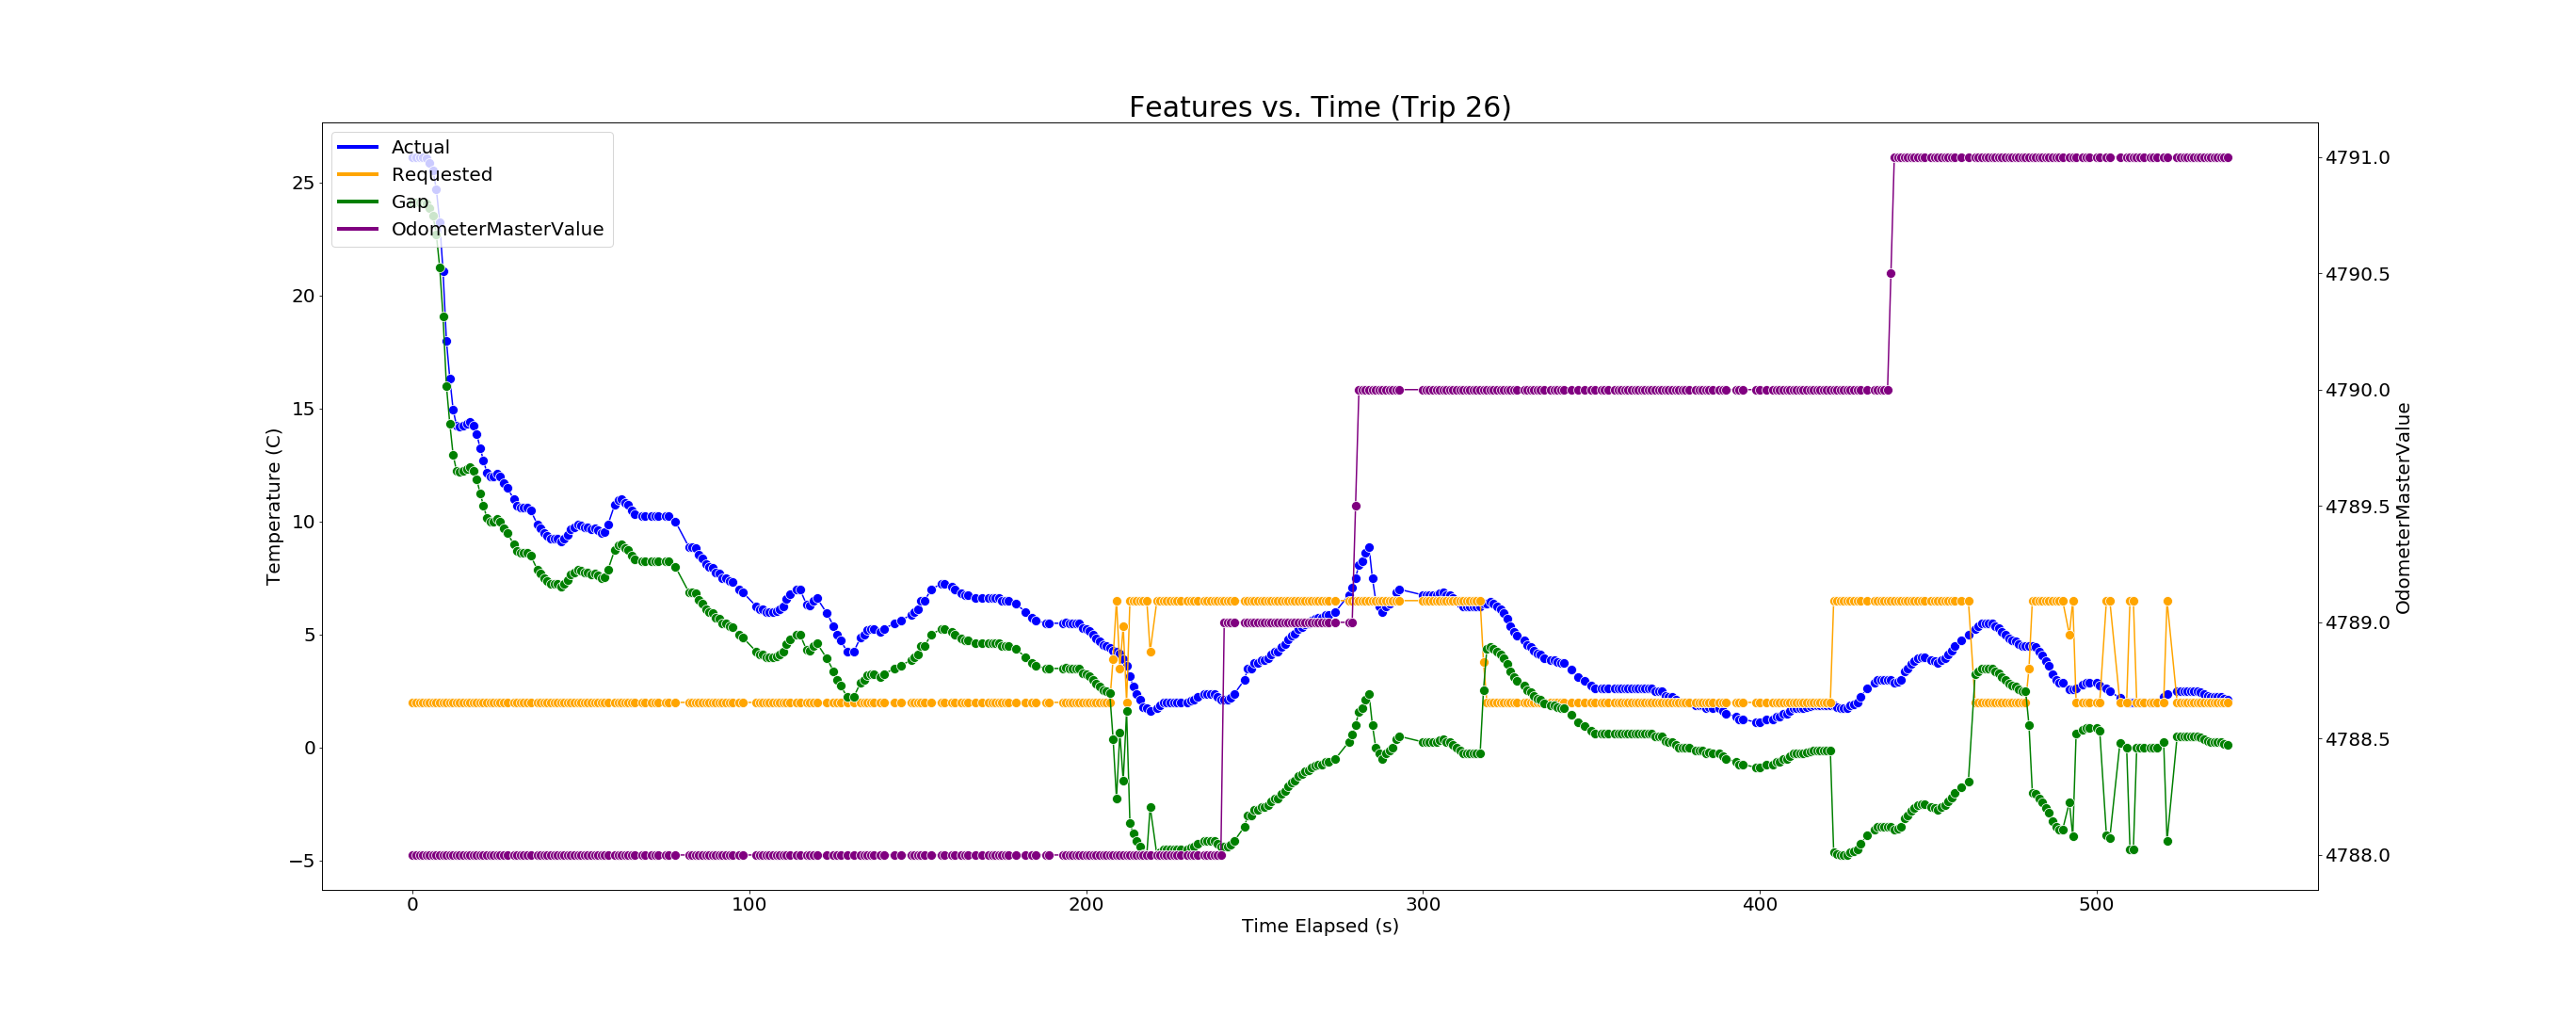 Features vs. Time (Trip 26)
Actual
Requested
Gap
OdometerMasterValue
Temperature (C)
25
20
15
10
5
0
−5
4791.0
4790.5
4790.0
4789.5
4789.0
4788.5
4788.0
OdometerMasterValue
0
100
200
300
400
500
Time Elapsed (s)